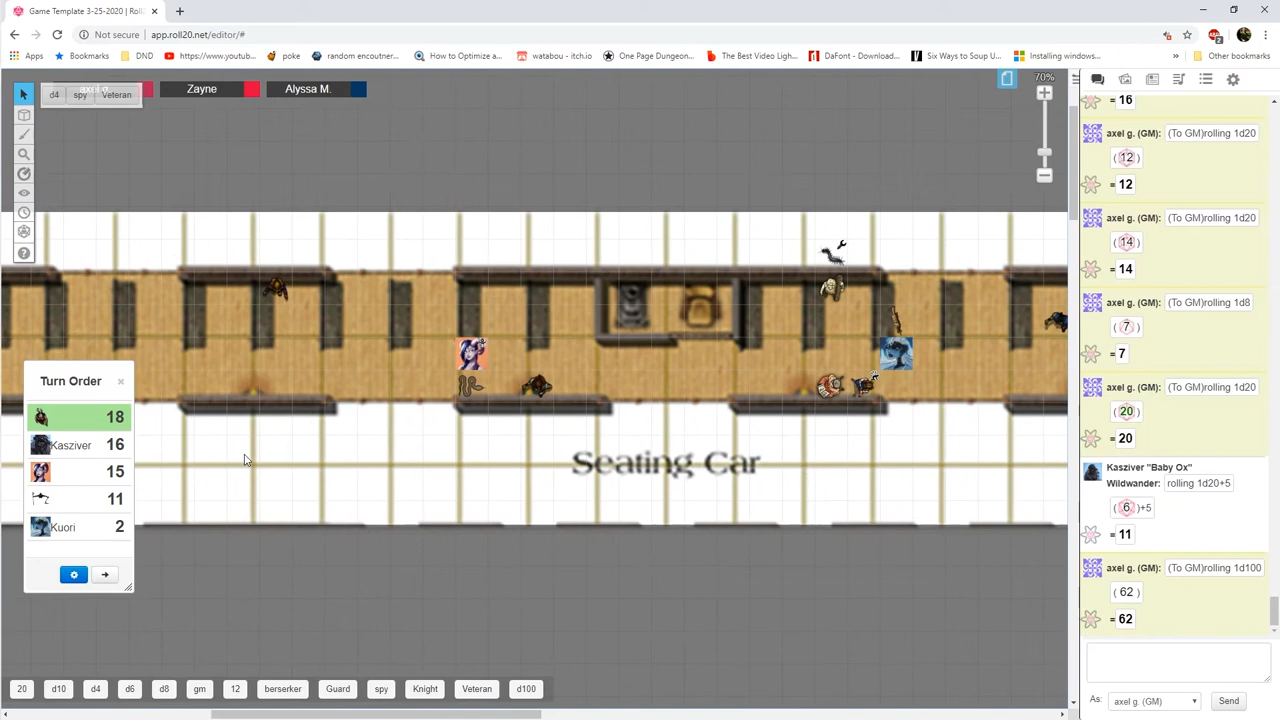 Game Template 3-25-2020 | Roll
Not secure | app.roll20.net/editor/#
Apps
Bookmarks
DND
https://www.youtube...
poke
random encoutner...
How to Optimize a...
watabou - itch.io
One Page Dungeon...
The Best Video Ligh...
DaFont - Download...
Six Ways to Soup U...
Installing windows...
»
Other bookmarks
d4
spy
Veteran
Zayne
Alyssa M.
70%
Turn Order
18
Kasziver 16
15
11
Kuori 2
Seating Car
20
d10
d4
d6
d8
gm
12
berserker
Guard
spy
Knight
Veteran
d100
= 16
axel g. (GM): (To GM)rolling 1d20
(12)
= 12
axel g. (GM): (To GM)rolling 1d20
(14)
= 14
axel g. (GM): (To GM)rolling 1d8
(7)
= 7
axel g. (GM): (To GM)rolling 1d20
(20)
= 20
Kasziver "Baby Ox"
Wildwander: rolling 1d20+5
(6)+5
= 11
axel g. (GM): (To GM)rolling 1d100
(62)
= 62
As: axel g. (GM)
Send